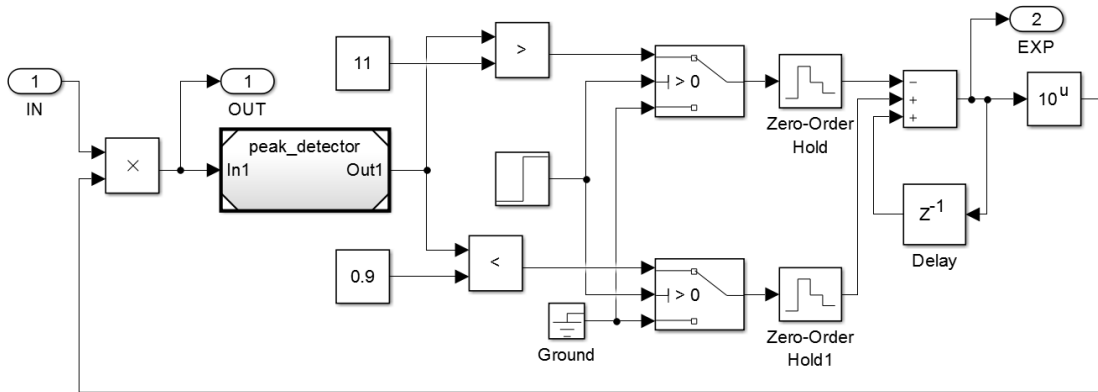 2
EXP
11
>
1
IN
1
OUT
> 0
Zero-Order
Hold
−
+
+
10^u
×
peak_detector
In1
Out1
Z^-1
Delay
0.9
<
> 0
Ground
Zero-Order
Hold1